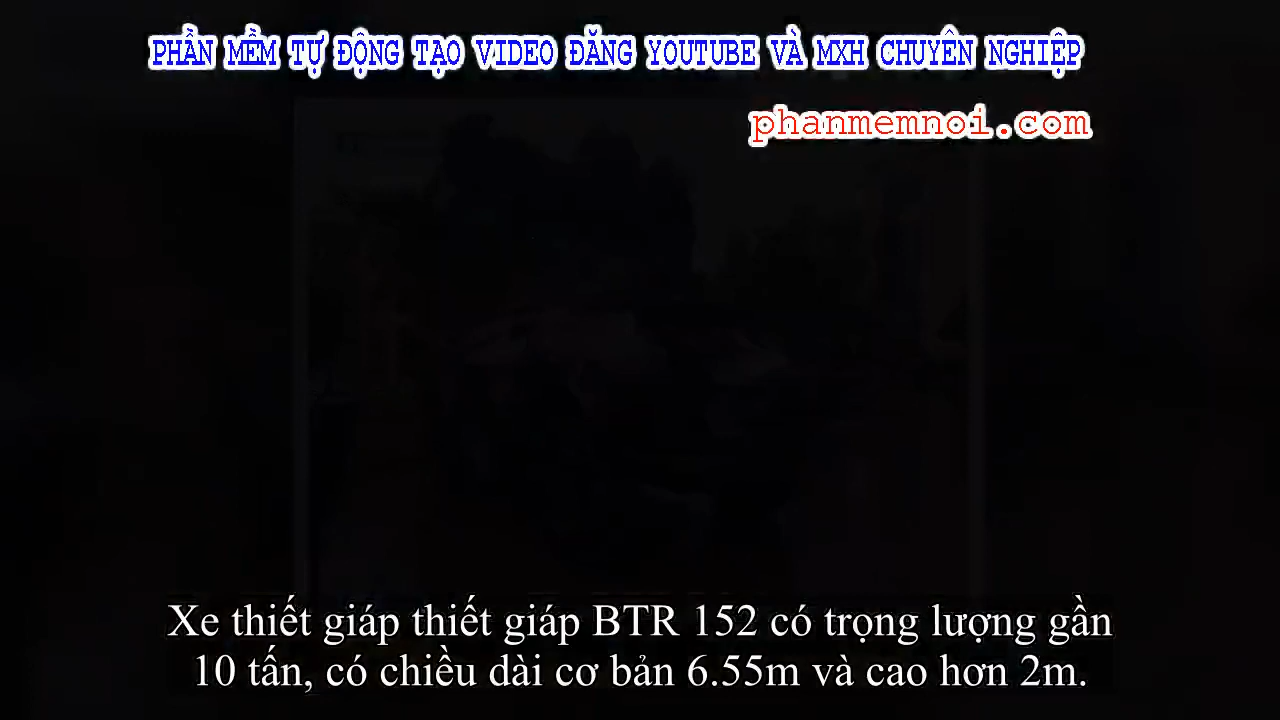 PHẦN MỀM TỰ ĐỘNG TẠO VIDEO ĐĂNG YOUTUBE VÀ MXH CHUYÊN NGHIỆP
phanmemnoi.com
Xe thiết giáp thiết giáp BTR 152 có trọng lượng gần
10 tấn, có chiều dài cơ bản 6.55m và cao hơn 2m.